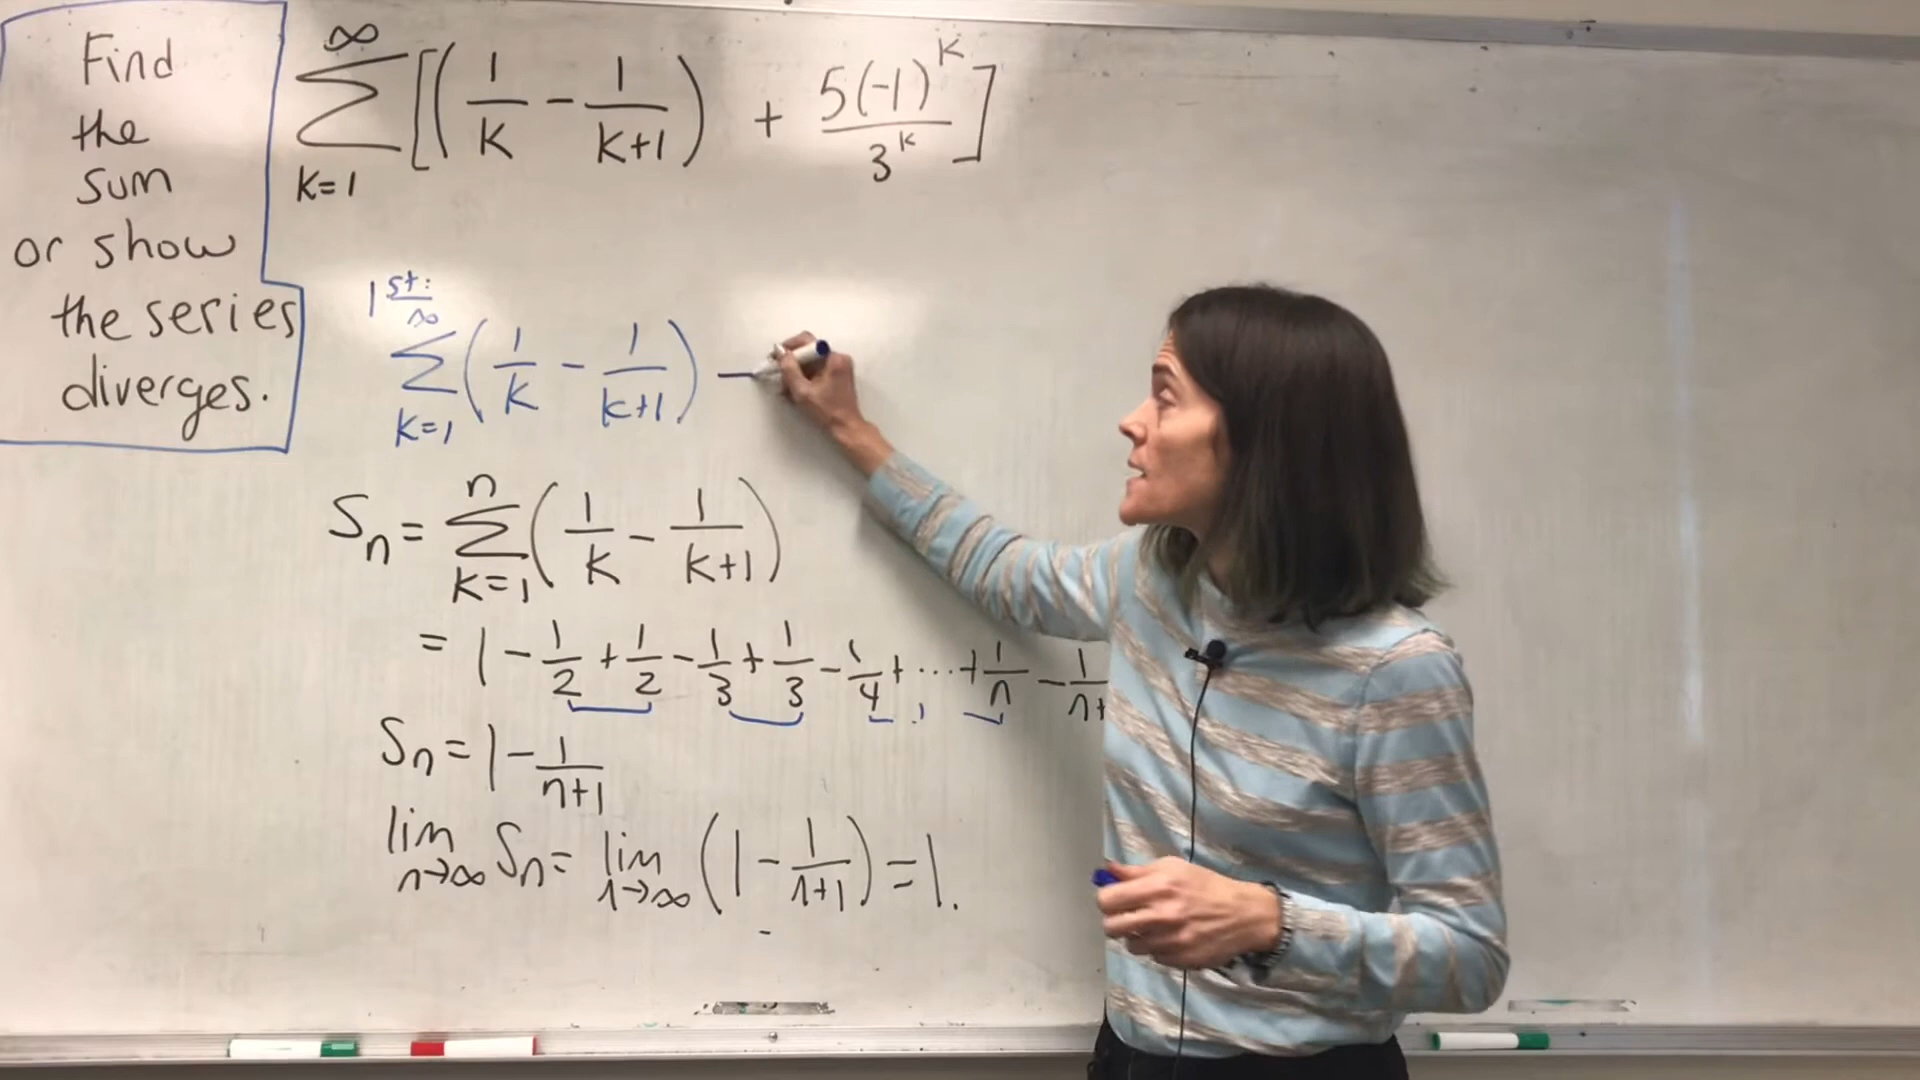 Find
the
sum
or show
the series
diverges.
∞
∑ [(1/k - 1/(k+1)) + 5(-1)^k/3^k]
k=1
1st:
∞
∑ (1/k - 1/(k+1)) —
k=1
n
Sn = ∑ (1/k - 1/(k+1))
k=1
= 1 - 1/2 + 1/2 - 1/3 + 1/3 - 1/4 + ... + 1/n - 1/n+
Sn = 1 - 1/(n+1)
lim Sn = lim (1 - 1/(n+1)) = 1.
n→∞ n→∞